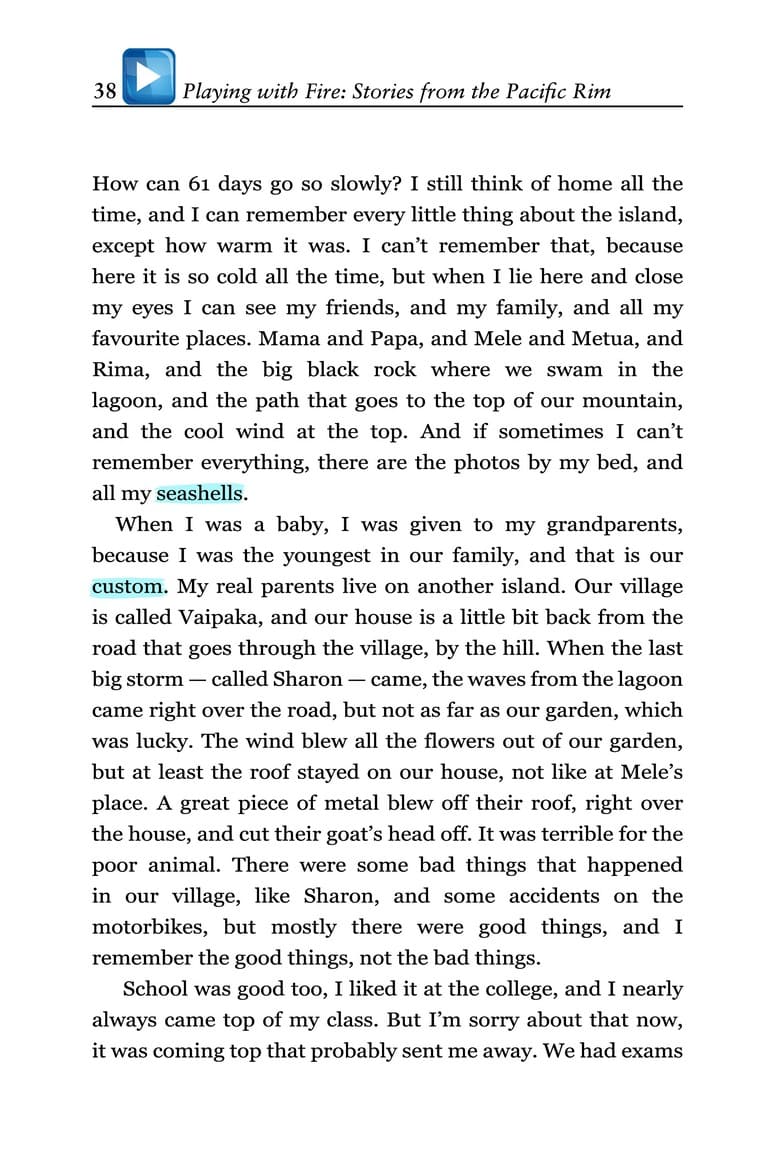 38 Playing with Fire: Stories from the Pacific Rim
How can 61 days go so slowly? I still think of home all the
time, and I can remember every little thing about the island,
except how warm it was. I can’t remember that, because
here it is so cold all the time, but when I lie here and close
my eyes I can see my friends, and my family, and all my
favourite places. Mama and Papa, and Mele and Metua, and
Rima, and the big black rock where we swam in the
lagoon, and the path that goes to the top of our mountain,
and the cool wind at the top. And if sometimes I can’t
remember everything, there are the photos by my bed, and
all my seashells.
When I was a baby, I was given to my grandparents,
because I was the youngest in our family, and that is our
custom. My real parents live on another island. Our village
is called Vaipaka, and our house is a little bit back from the
road that goes through the village, by the hill. When the last
big storm — called Sharon — came, the waves from the lagoon
came right over the road, but not as far as our garden, which
was lucky. The wind blew all the flowers out of our garden,
but at least the roof stayed on our house, not like at Mele’s
place. A great piece of metal blew off their roof, right over
the house, and cut their goat’s head off. It was terrible for the
poor animal. There were some bad things that happened
in our village, like Sharon, and some accidents on the
motorbikes, but mostly there were good things, and I
remember the good things, not the bad things.
School was good too, I liked it at the college, and I nearly
always came top of my class. But I’m sorry about that now,
it was coming top that probably sent me away. We had exams